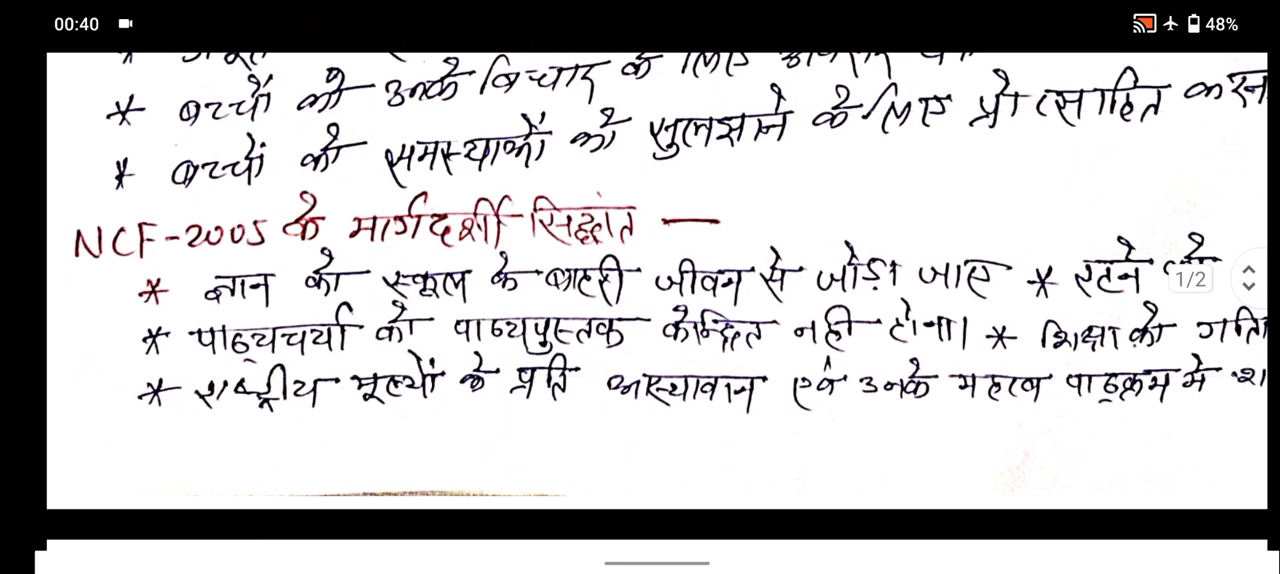 00:40 48%
* बच्चों को उनके विचार के लिए
* बच्चों को समस्याओं को सुलझाने के लिए प्रोत्साहित करना
NCF-2005 के मार्गदर्शी सिद्धांत —
* ज्ञान को स्कूल के बाहरी जीवन से जोड़ा जाए * रटने
1/2
* पाठ्यचर्या को पाठ्यपुस्तक केन्द्रित नही होना। * शिक्षा को गति
* राष्ट्रीय मूल्यों के प्रति आस्थावान एवं उनके महत्व पाठ्क्रम मे